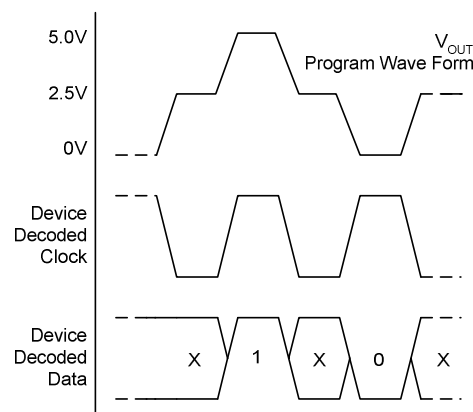 5.0V
V_OUT
Program Wave Form
2.5V
0V
Device
Decoded
Clock
Device
Decoded
Data
X 1 X 0 X